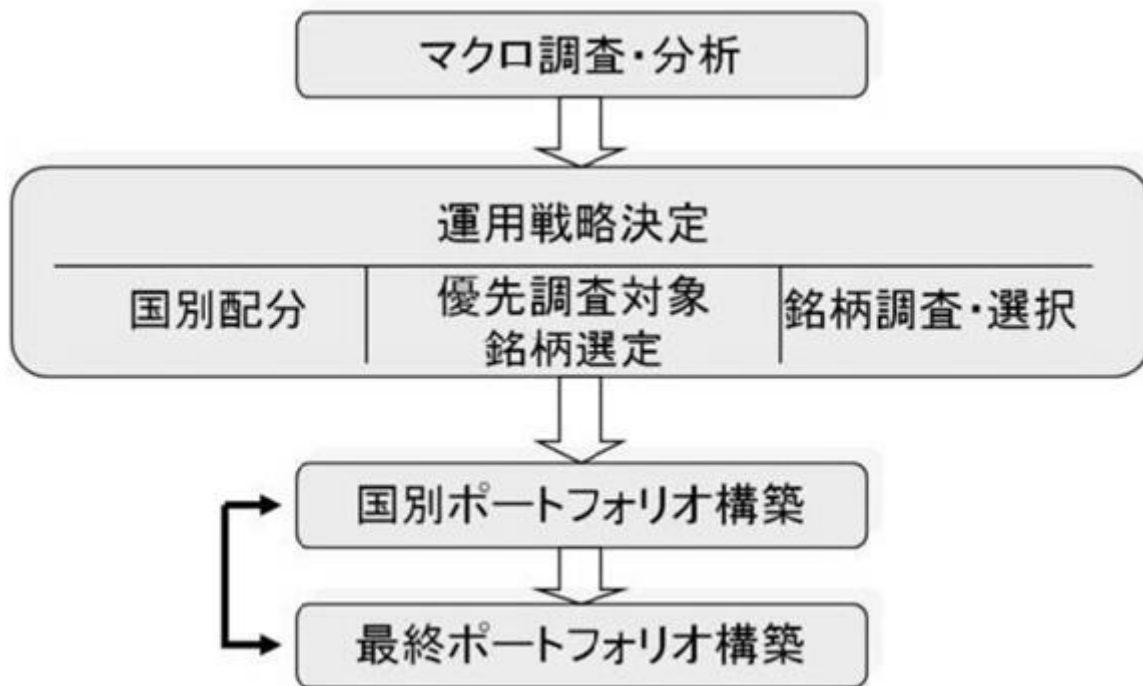 マクロ調査・分析
運用戦略決定
国別配分
優先調査対象
銘柄選定
銘柄調査・選択
国別ポートフォリオ構築
最終ポートフォリオ構築